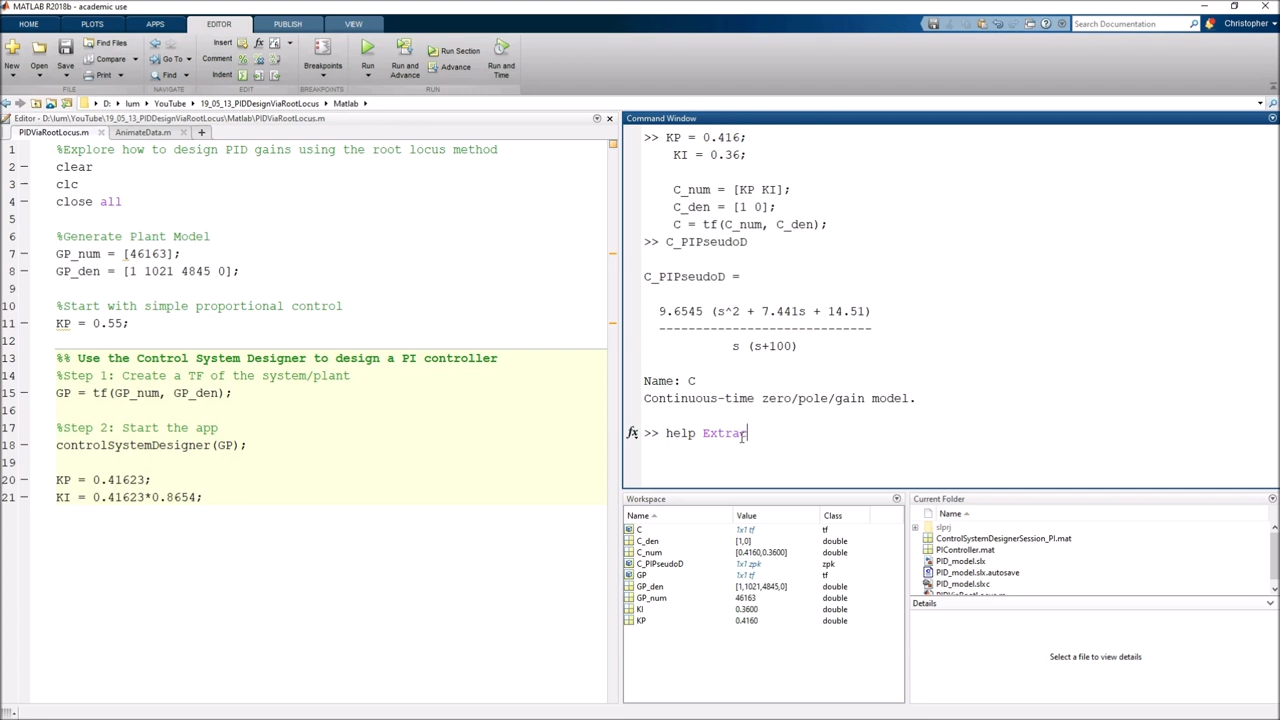 MATLAB R2018b - academic use
HOME PLOTS APPS EDITOR PUBLISH VIEW
Search Documentation
Christopher
New Open Save
Find Files
Compare
Print
Go To
Find
Insert
Comment
Indent
Breakpoints
Run
Run and Advance
Run Section
Advance
Run and Time
FILE NAVIGATE EDIT BREAKPOINTS RUN
D: lum YouTube 19_05_13_PIDDesignViaRootLocus Matlab
Editor - D:\lum\YouTube\19_05_13_PIDDesignViaRootLocus\Matlab\PIDViaRootLocus.m
PIDViaRootLocus.m AnimateData.m
1 %Explore how to design PID gains using the root locus method
2 clear
3 clc
4 close all
5
6 %Generate Plant Model
7 GP_num = [46163];
8 GP_den = [1 1021 4845 0];
9
10 %Start with simple proportional control
11 KP = 0.55;
12
13 %% Use the Control System Designer to design a PI controller
14 %Step 1: Create a TF of the system/plant
15 GP = tf(GP_num, GP_den);
16
17 %Step 2: Start the app
18 controlSystemDesigner(GP);
19
20 KP = 0.41623;
21 KI = 0.41623*0.8654;
Command Window
>> KP = 0.416;
KI = 0.36;
C_num = [KP KI];
C_den = [1 0];
C = tf(C_num, C_den);
>> C_PIPseudoD
C_PIPseudoD =
9.6545 (s^2 + 7.441s + 14.51)
-----------------------------
s (s+100)
Name: C
Continuous-time zero/pole/gain model.
fx >> help Extrac
Workspace
Name Value Class
C 1x1 tf tf
C_den [1,0] double
C_num [0.4160,0.3600] double
C_PIPseudoD 1x1 zpk zpk
GP 1x1 tf tf
GP_den [1,1021,4845,0] double
GP_num 46163 double
KI 0.3600 double
KP 0.4160 double
Current Folder
Name
slprj
ControlSystemDesignerSession_PI.mat
PIController.mat
PID_model.slx
PID_model.slx.autosave
PID_model.slxc
PIDViaRootLocus.m
Details
Select a file to view details